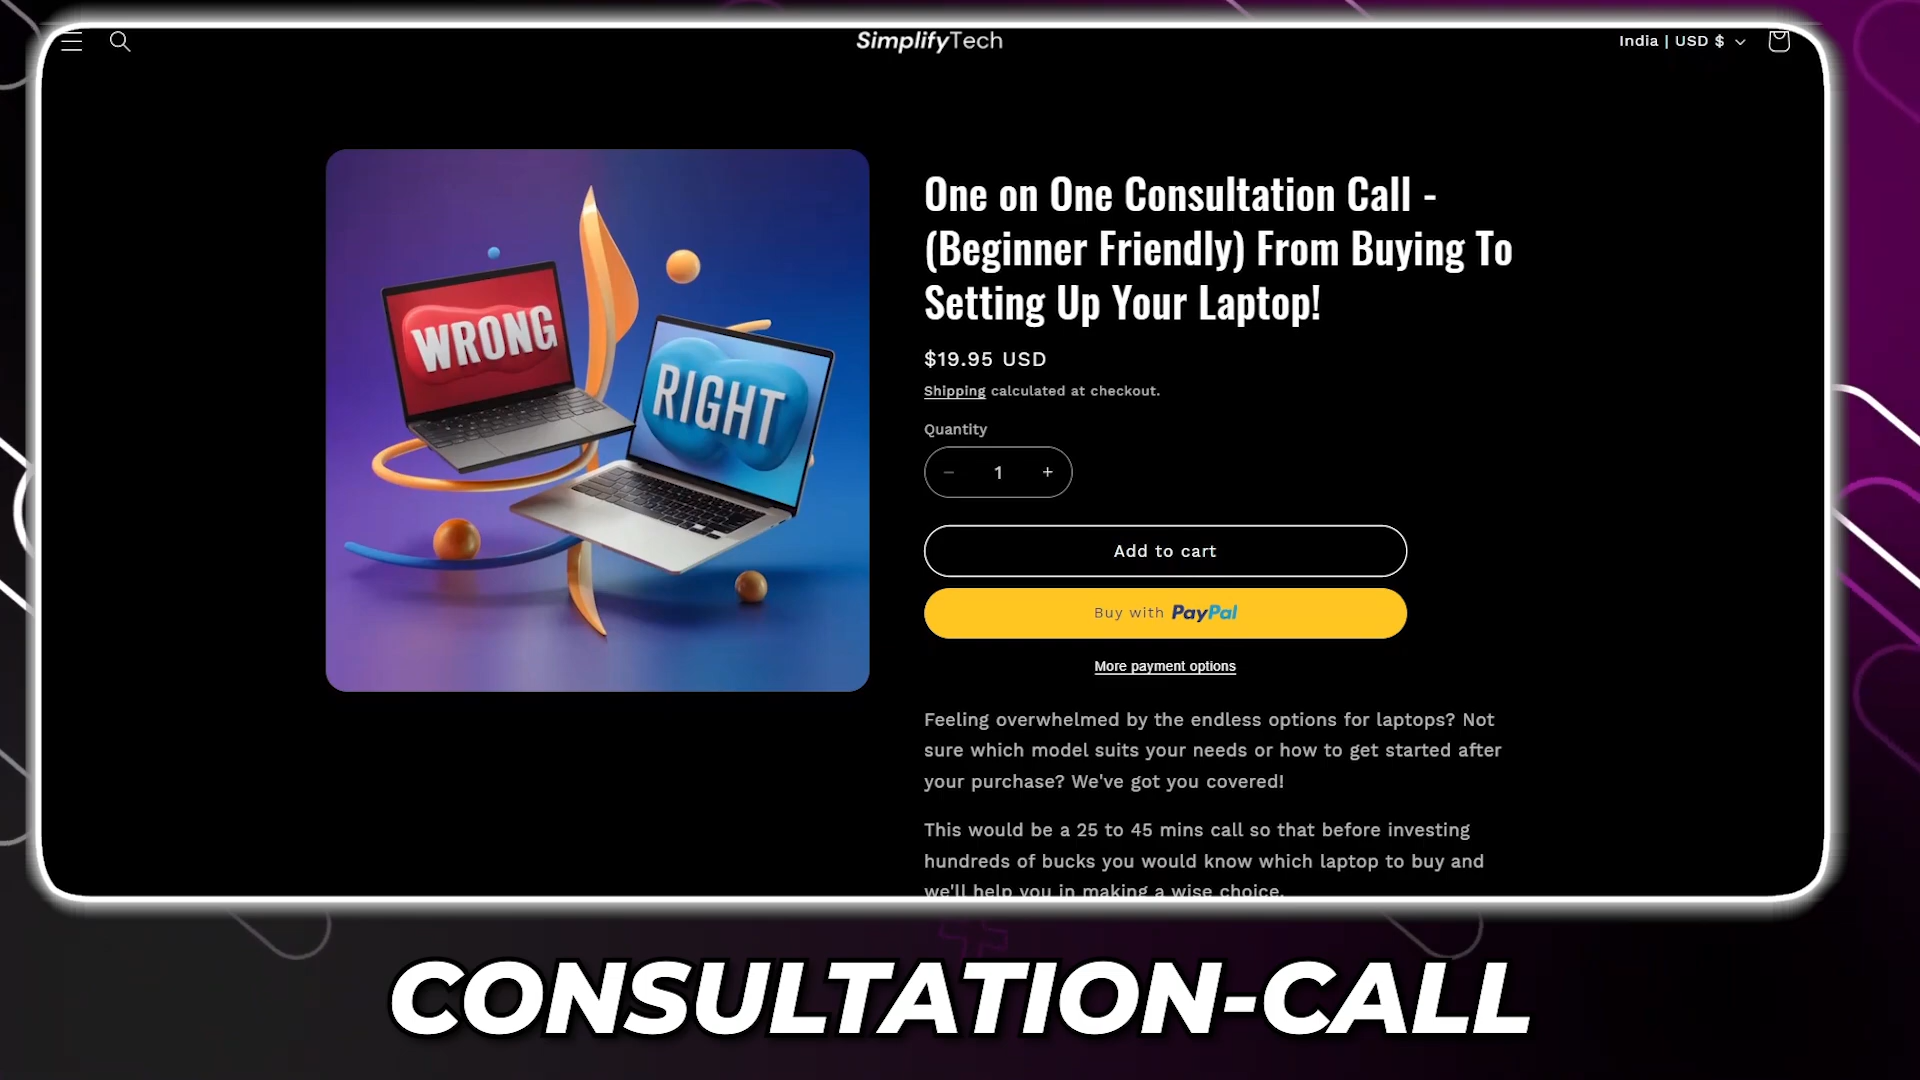 SimplifyTech
India | USD $
WRONG
RIGHT
One on One Consultation Call -
(Beginner Friendly) From Buying To
Setting Up Your Laptop!
$19.95 USD
Shipping calculated at checkout.
Quantity
− 1 +
Add to cart
Buy with PayPal
More payment options
Feeling overwhelmed by the endless options for laptops? Not
sure which model suits your needs or how to get started after
your purchase? We've got you covered!
This would be a 25 to 45 mins call so that before investing
hundreds of bucks you would know which laptop to buy and
we'll help you in making a wise choice.
CONSULTATION-CALL